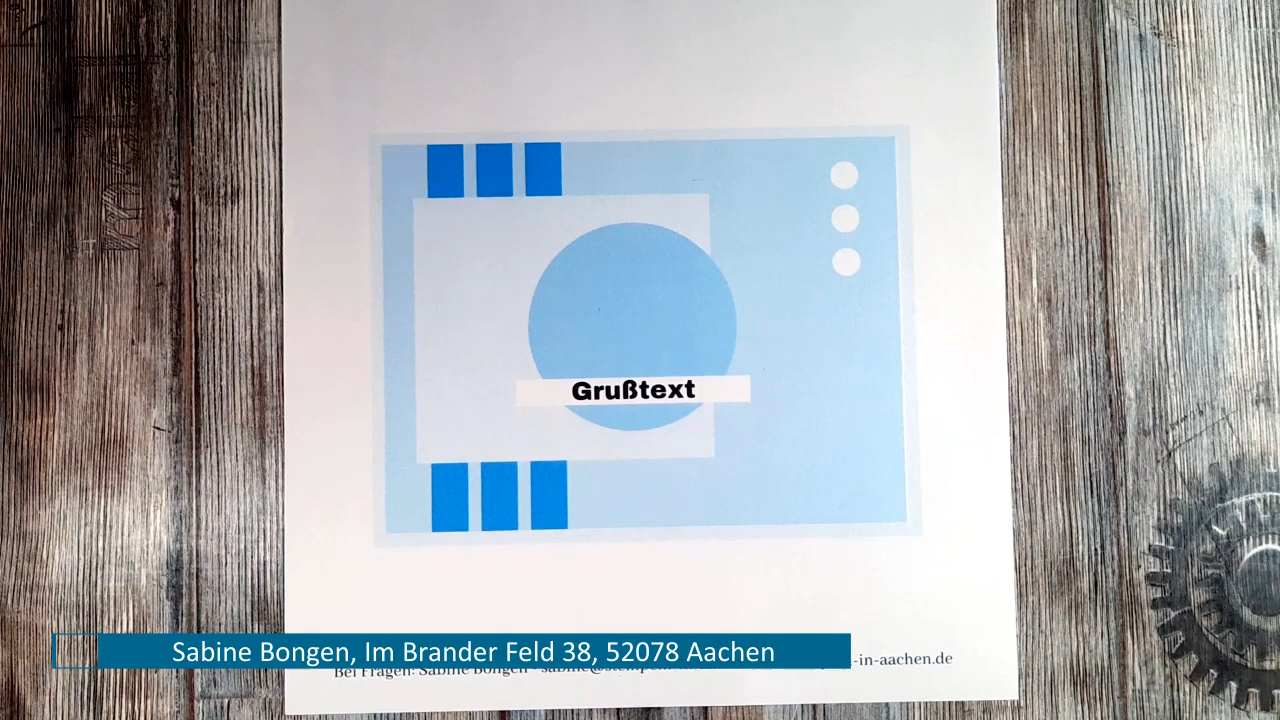 Grußtext
Sabine Bongen, Im Brander Feld 38, 52078 Aachen
Bei Fragen: Sabine Bongen -in-aachen.de